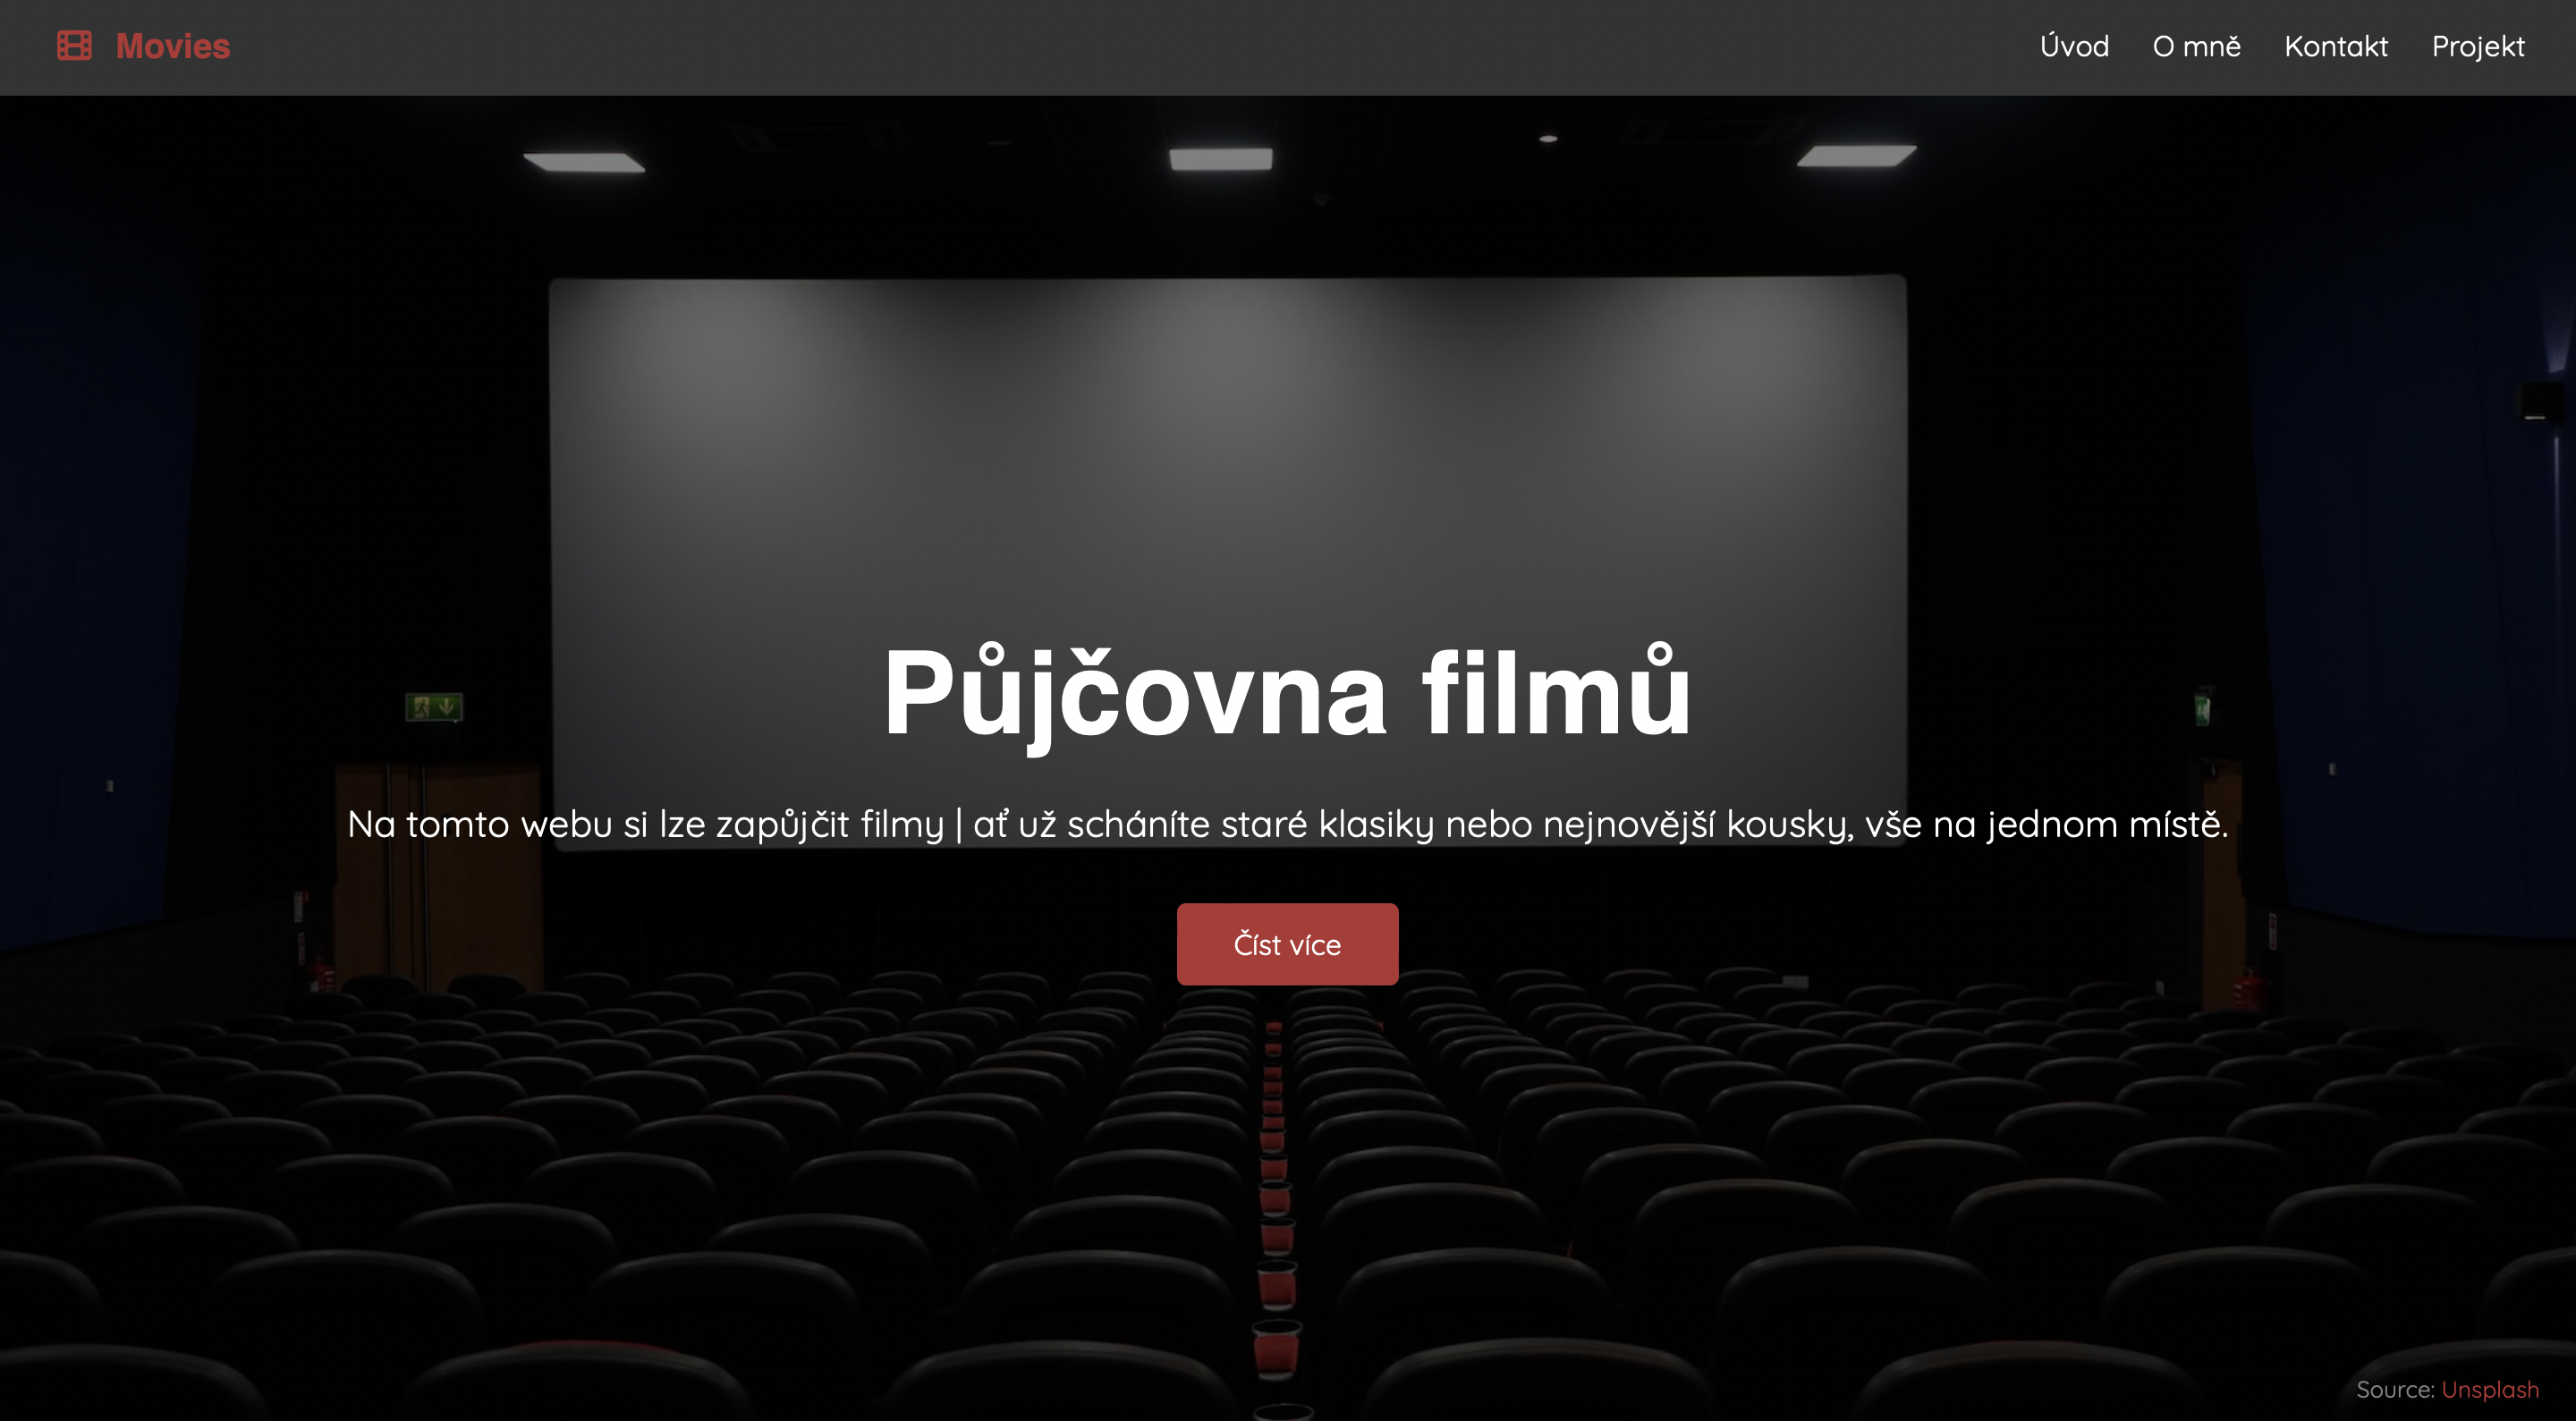 Movies
Úvod O mně Kontakt Projekt
Půjčovna filmů
Na tomto webu si lze zapůjčit filmy | ať už scháníte staré klasiky nebo nejnovější kousky, vše na jednom místě.
Číst více
Source: Unsplash